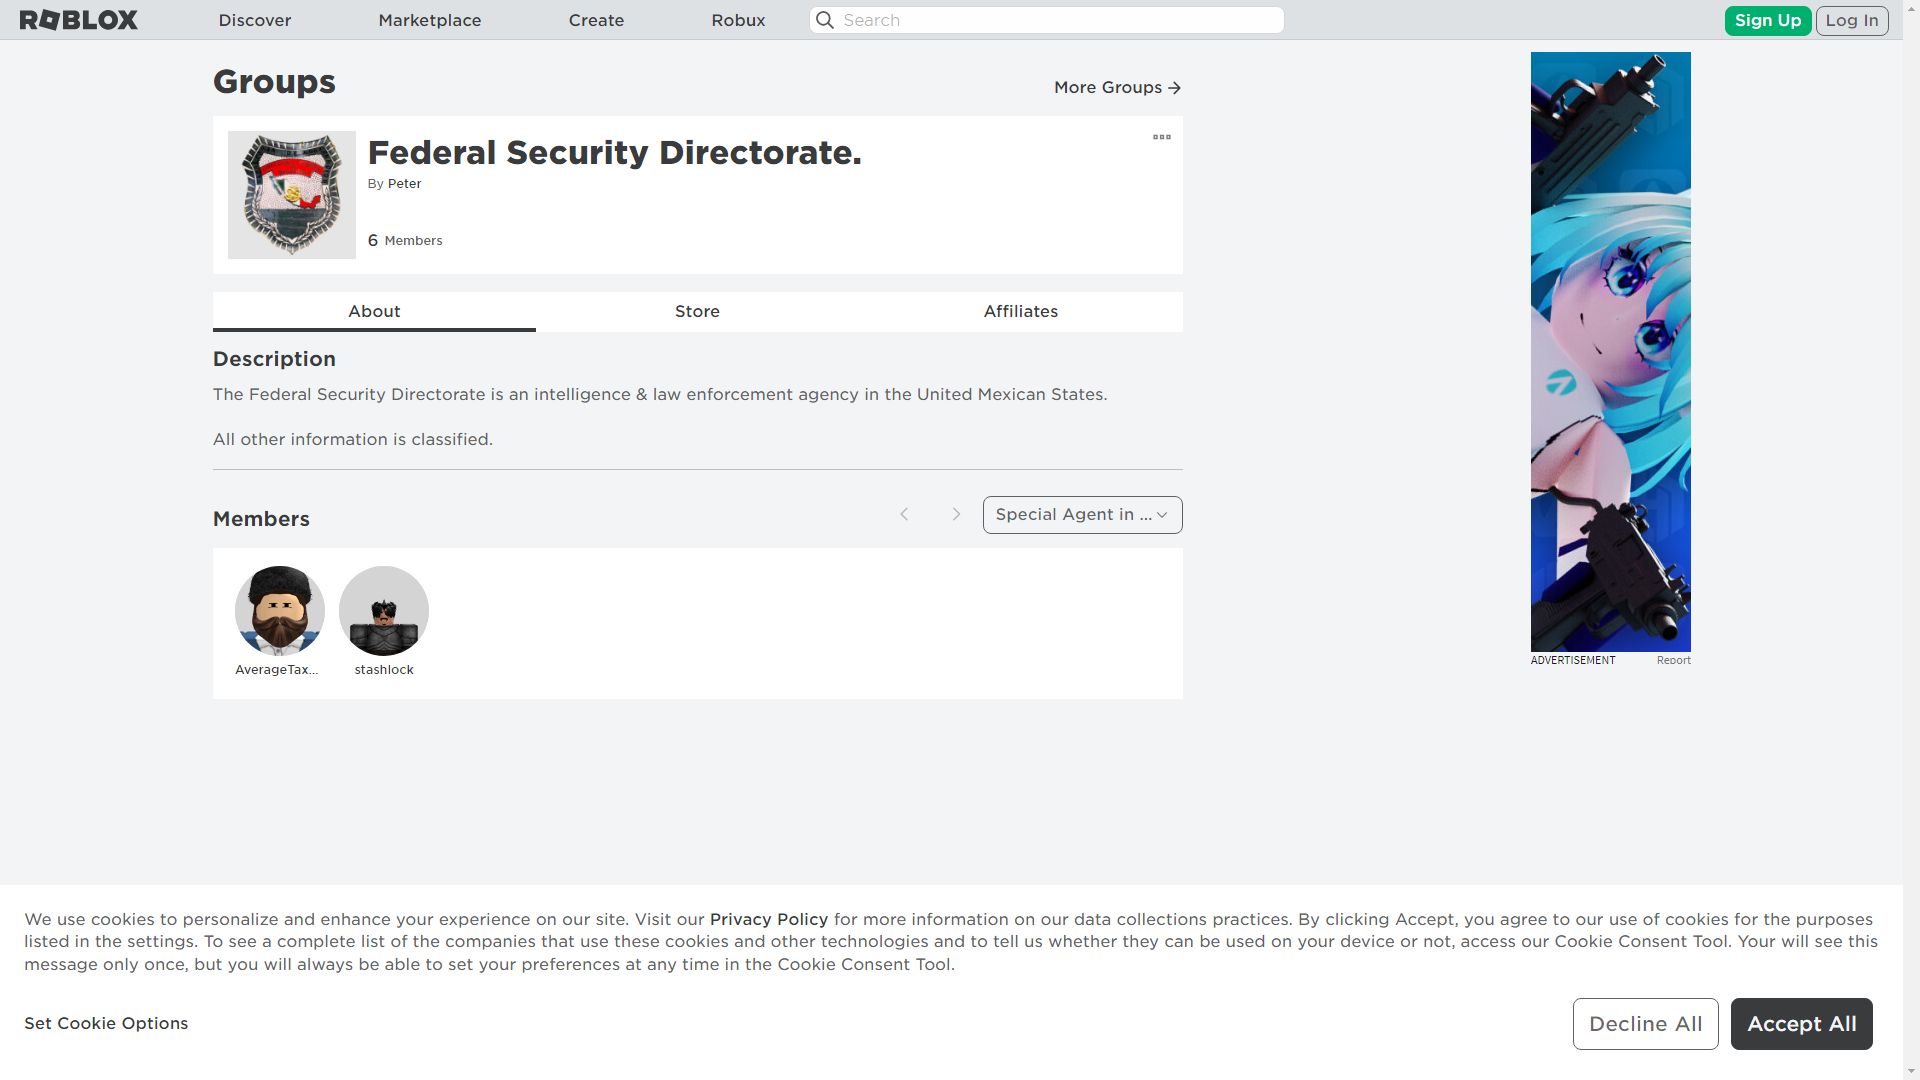 ROBLOX Discover Marketplace Create Robux Search Sign Up Log In
Groups
More Groups
Federal Security Directorate.
By Peter
6 Members
About Store Affiliates
Description
The Federal Security Directorate is an intelligence & law enforcement agency in the United Mexican States.
All other information is classified.
Members
Special Agent in ...
AverageTax... stashlock
ADVERTISEMENT Report
We use cookies to personalize and enhance your experience on our site. Visit our Privacy Policy for more information on our data collections practices. By clicking Accept, you agree to our use of cookies for the purposes
listed in the settings. To see a complete list of the companies that use these cookies and other technologies and to tell us whether they can be used on your device or not, access our Cookie Consent Tool. Your will see this
message only once, but you will always be able to set your preferences at any time in the Cookie Consent Tool.
Set Cookie Options
Decline All Accept All